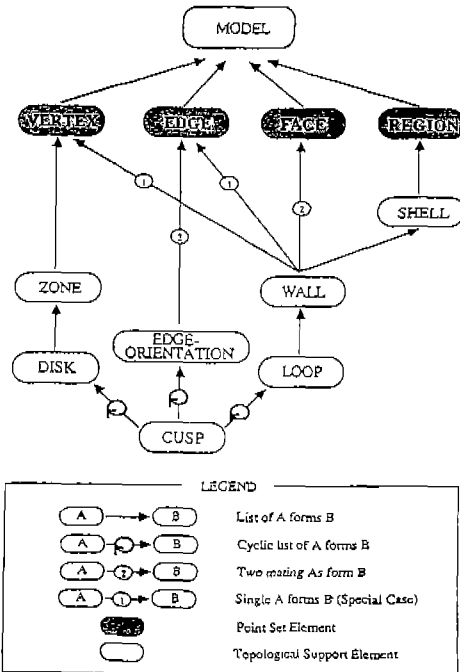 MODEL
VERTEX EDGE FACE REGION
1 1
2 2
SHELL
ZONE WALL
EDGE-
ORIENTATION
DISK LOOP
CUSP
LEGEND
A B List of A forms B
A B Cyclic list of A forms B
A 2 B Two mating As form B
A 1 B Single A forms B (Special Case)
Point Set Element
Topological Support Element